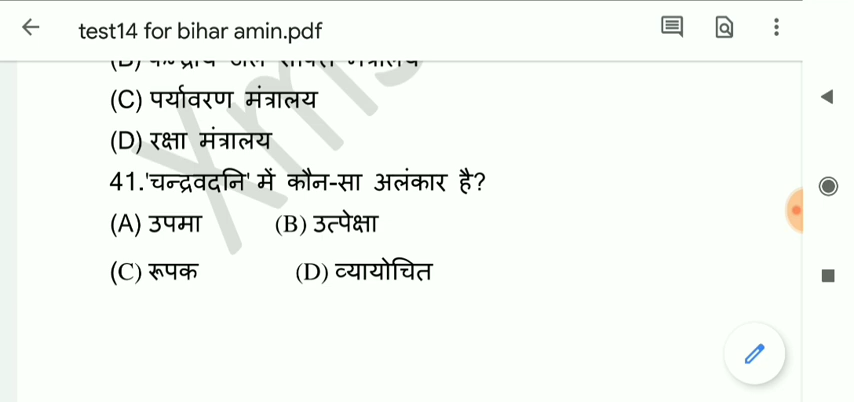 test14 for bihar amin.pdf
(C) पर्यावरण मंत्रालय
(D) रक्षा मंत्रालय
41.'चन्द्रवदनि' में कौन-सा अलंकार है?
(A) उपमा (B) उत्पेक्षा
(C) रूपक (D) व्यायोचित